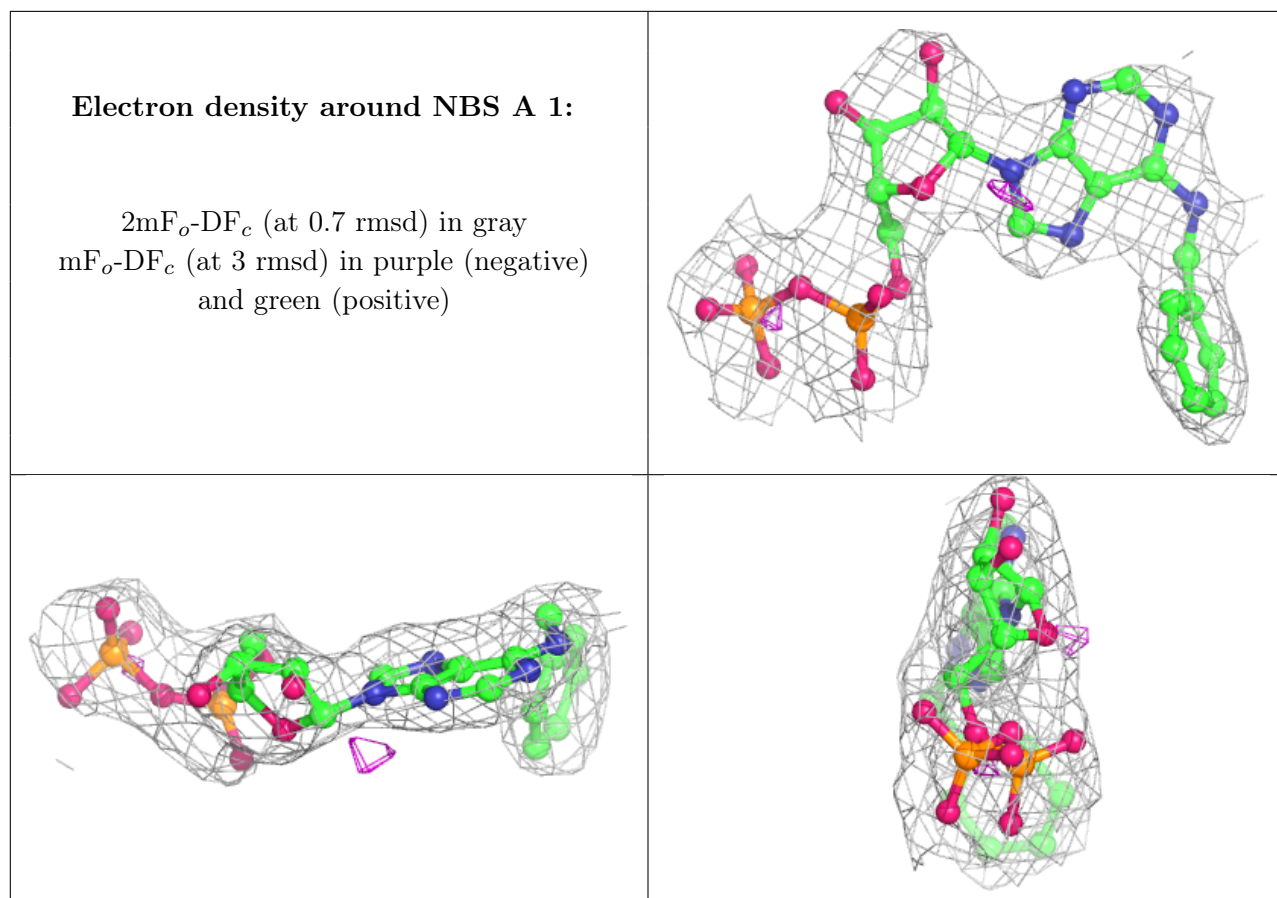 Electron density around NBS A 1:
2mFo-DFc (at 0.7 rmsd) in gray
mFo-DFc (at 3 rmsd) in purple (negative)
and green (positive)